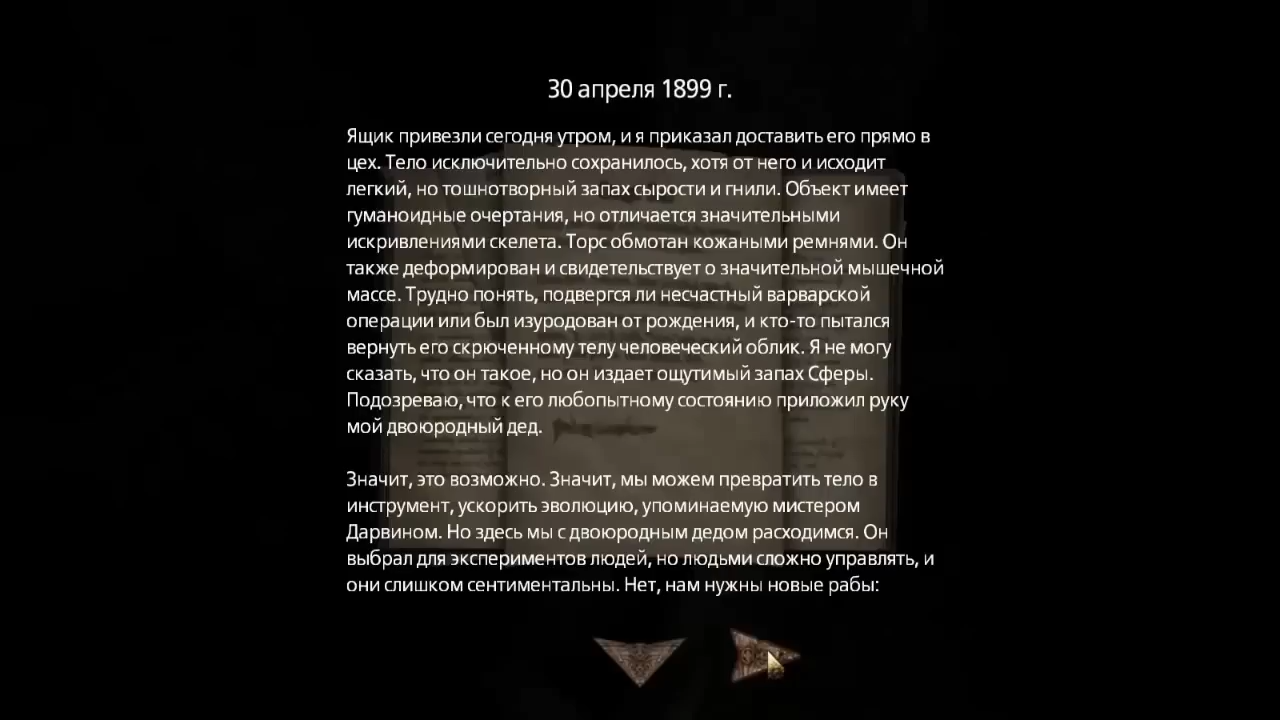 30 апреля 1899 г.
Ящик привезли сегодня утром, и я приказал доставить его прямо в
цех. Тело исключительно сохранилось, хотя от него и исходит
легкий, но тошнотворный запах сырости и гнили. Объект имеет
гуманоидные очертания, но отличается значительными
искривлениями скелета. Торс обмотан кожаными ремнями. Он
также деформирован и свидетельствует о значительной мышечной
массе. Трудно понять, подвергся ли несчастный варварской
операции или был изуродован от рождения, и кто-то пытался
вернуть его скрюченному телу человеческий облик. Я не могу
сказать, что он такое, но он издает ощутимый запах Сферы.
Подозреваю, что к его любопытному состоянию приложил руку
мой двоюродный дед.
Значит, это возможно. Значит, мы можем превратить тело в
инструмент, ускорить эволюцию, упоминаемую мистером
Дарвином. Но здесь мы с двоюродным дедом расходимся. Он
выбрал для экспериментов людей, но людьми сложно управлять, и
они слишком сентиментальны. Нет, нам нужны новые рабы: